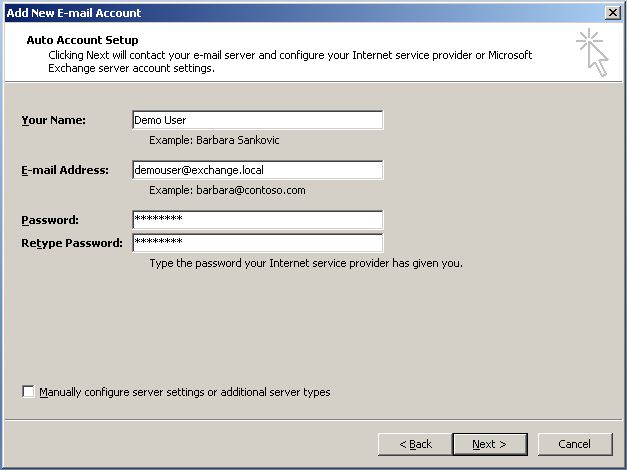 Add New E-mail Account
Auto Account Setup
Clicking Next will contact your e-mail server and configure your Internet service provider or Microsoft
Exchange server account settings.
Your Name: Demo User
Example: Barbara Sankovic
E-mail Address: demouser@exchange.local
Example: barbara@contoso.com
Password: ********
Retype Password: ********
Type the password your Internet service provider has given you.
Manually configure server settings or additional server types
< Back Next > Cancel